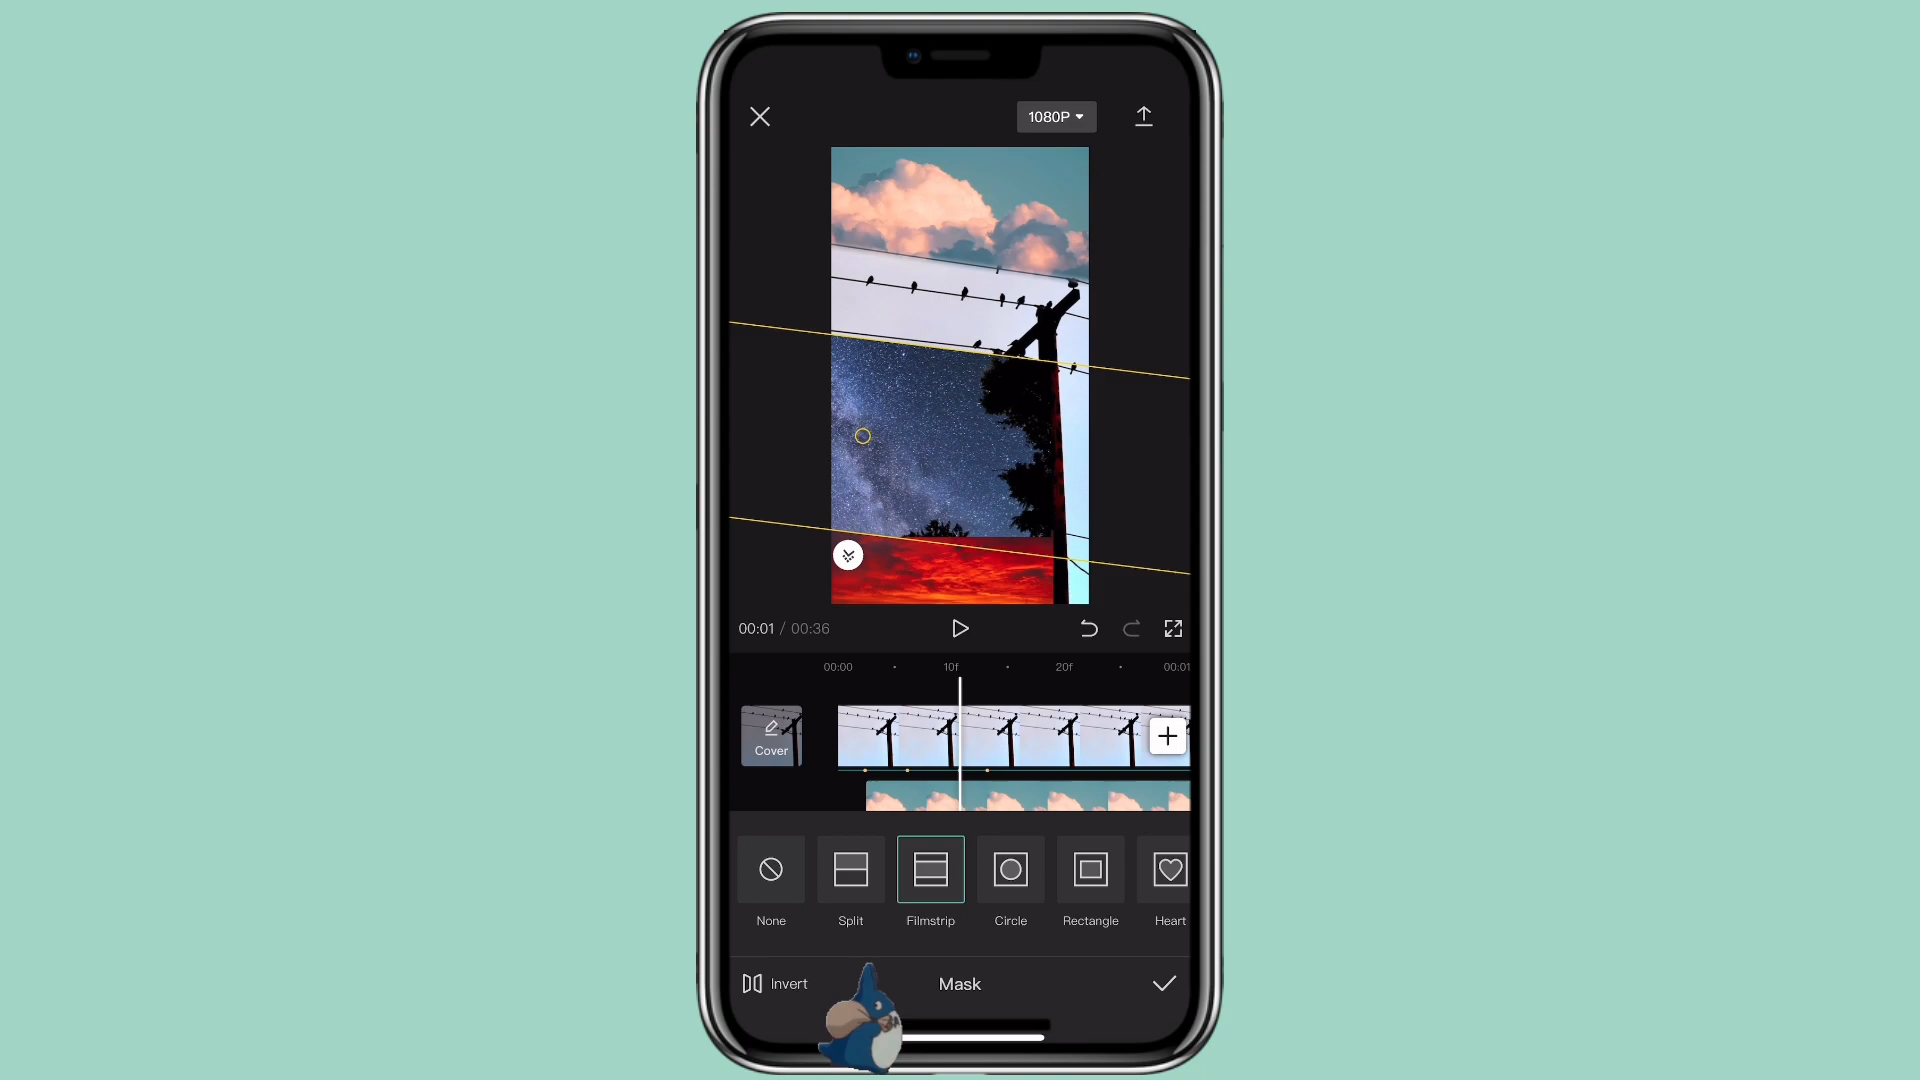 1080P
00:01 / 00:36
00:00 10f 20f 00:01
Cover
None Split Filmstrip Circle Rectangle Heart
Invert Mask